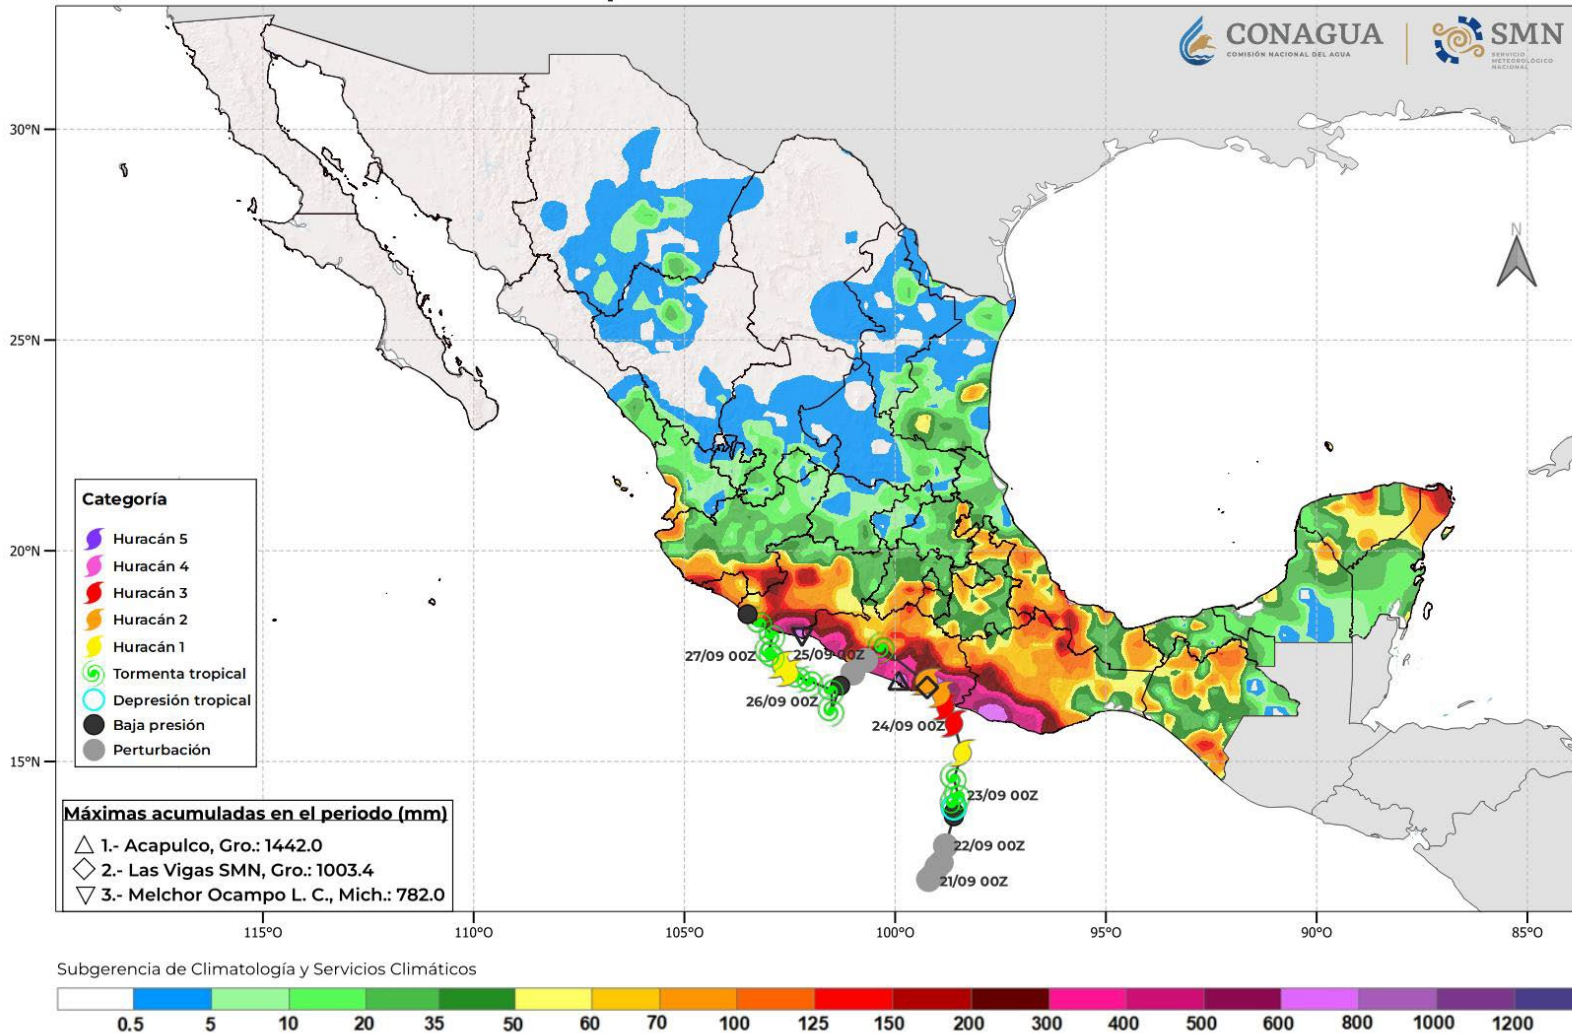 CONAGUA
COMISIÓN NACIONAL DEL AGUA
SMN
SERVICIO
METEOROLÓGICO
NACIONAL
30°N
N
25°N
Categoría
Huracán 5
20°N
Huracán 4
Huracán 3
Huracán 2
Huracán 1
Tormenta tropical
Depresión tropical
Baja presión
Perturbación
27/09 00Z
25/09 00Z
26/09 00Z
24/09 00Z
15°N
23/09 00Z
22/09 00Z
21/09 00Z
Máximas acumuladas en el periodo (mm)
1.- Acapulco, Gro.: 1442.0
2.- Las Vigas SMN, Gro.: 1003.4
3.- Melchor Ocampo L. C., Mich.: 782.0
115°O 110°O 105°O 100°O 95°O 90°O 85°O
Subgerencia de Climatología y Servicios Climáticos
0.5 5 10 20 35 50 60 70 100 125 150 200 300 400 500 600 800 1000 1200